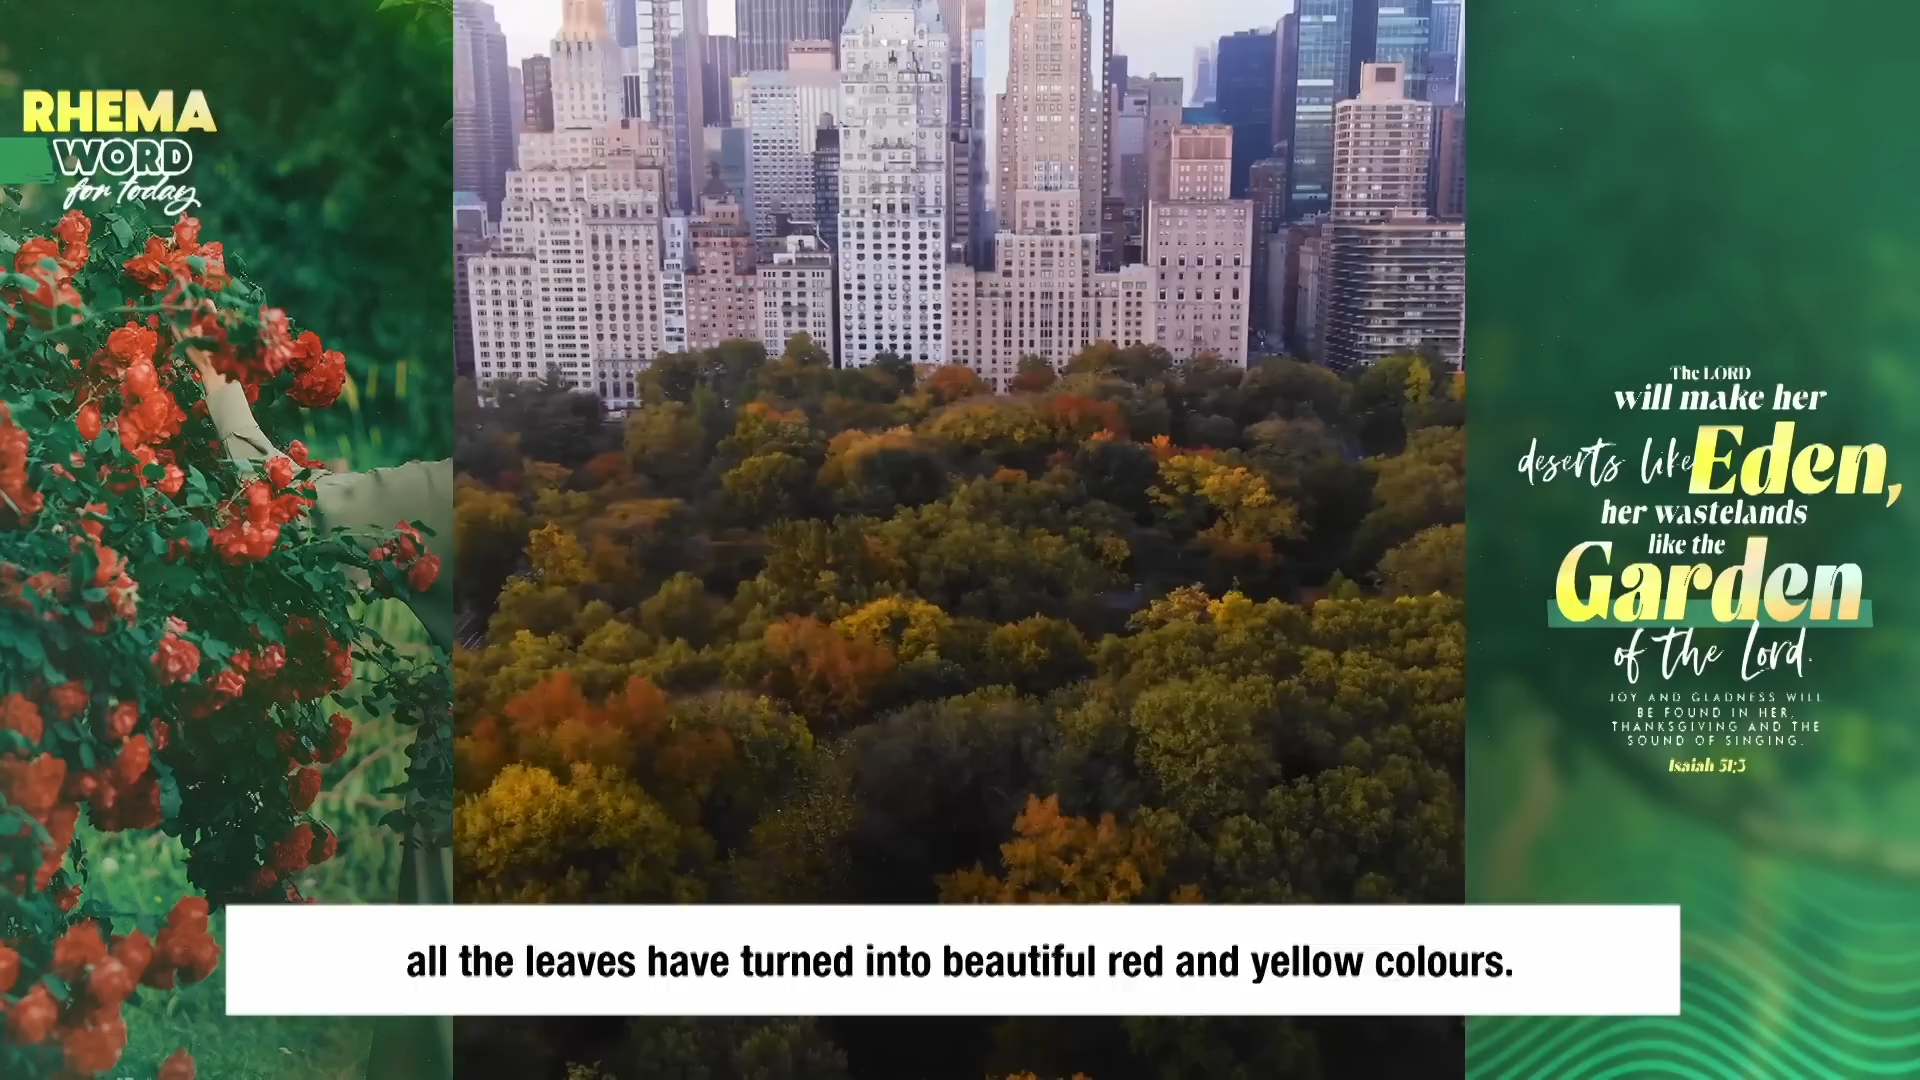 RHEMA
WORD
for Today
The LORD
will make her
deserts like Eden,
her wastelands
like the
Garden
of the Lord.
JOY AND GLADNESS WILL
BE FOUND IN HER,
THANKSGIVING AND THE
SOUND OF SINGING.
Isaiah 51:3
all the leaves have turned into beautiful red and yellow colours.